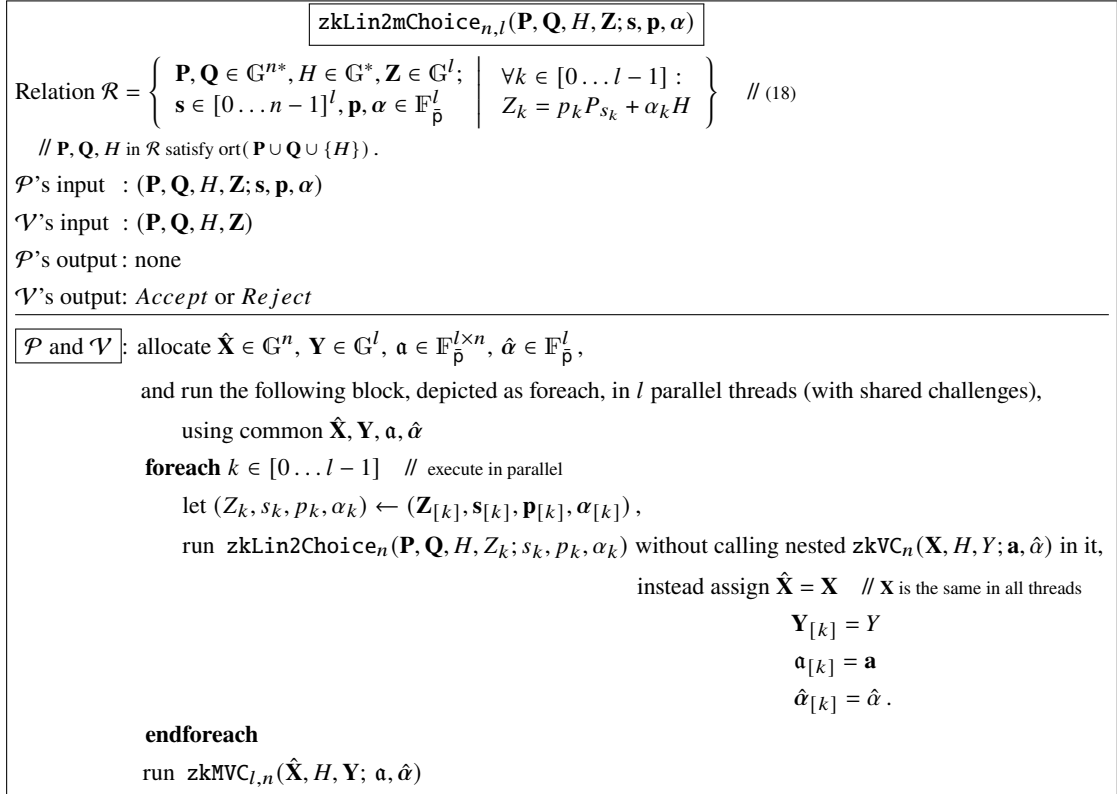 zkLin2mChoice_{n,l}(𝐏, 𝐐, H, 𝐙; 𝐬, 𝐩, 𝜶)
Relation ℛ = { 𝐏, 𝐐 ∈ 𝔾^{n*}, H ∈ 𝔾^*, 𝐙 ∈ 𝔾^l; | ∀k ∈ [0 … l − 1] :
𝐬 ∈ [0 … n − 1]^l, 𝐩, 𝜶 ∈ 𝔽^l_{p̄} | Z_k = p_k P_{s_k} + α_k H } // (18)
// 𝐏, 𝐐, H in ℛ satisfy ort( 𝐏 ∪ 𝐐 ∪ {H} ) .
𝒫's input : (𝐏, 𝐐, H, 𝐙; 𝐬, 𝐩, 𝜶)
𝒱's input : (𝐏, 𝐐, H, 𝐙)
𝒫's output : none
𝒱's output: Accept or Reject
𝒫 and 𝒱 : allocate 𝐗̂ ∈ 𝔾^n, 𝐘 ∈ 𝔾^l, 𝔞 ∈ 𝔽^{l×n}_{p̄}, 𝜶̂ ∈ 𝔽^l_{p̄} ,
and run the following block, depicted as foreach, in l parallel threads (with shared challenges),
using common 𝐗̂, 𝐘, 𝔞, 𝜶̂
foreach k ∈ [0 … l − 1] // execute in parallel
let (Z_k, s_k, p_k, α_k) ← (𝐙_{[k]}, 𝐬_{[k]}, 𝐩_{[k]}, 𝜶_{[k]}) ,
run zkLin2Choice_n(𝐏, 𝐐, H, Z_k; s_k, p_k, α_k) without calling nested zkVC_n(𝐗, H, Y; 𝐚, α̂) in it,
instead assign 𝐗̂ = 𝐗 // 𝐗 is the same in all threads
𝐘_{[k]} = Y
𝔞_{[k]} = 𝐚
𝜶̂_{[k]} = α̂ .
endforeach
run zkMVC_{l,n}(𝐗̂, H, 𝐘; 𝔞, 𝜶̂)